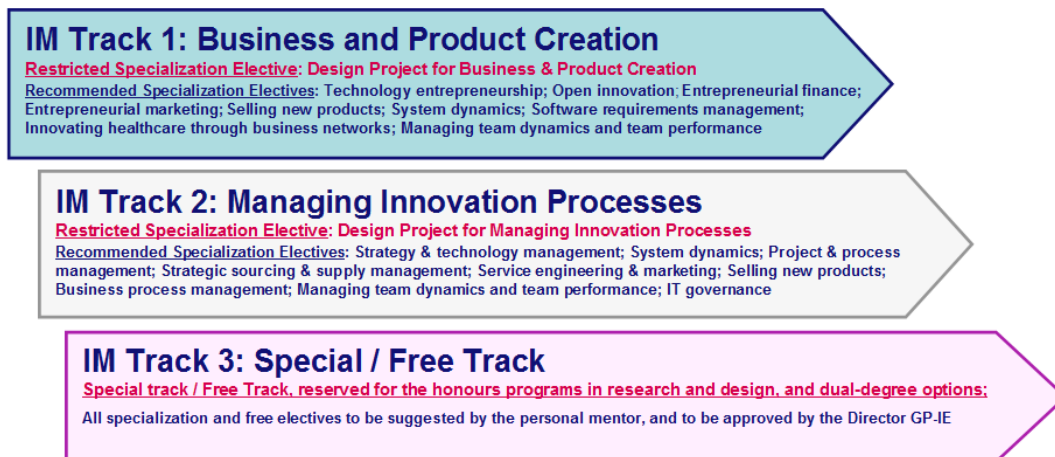 IM Track 1: Business and Product Creation
Restricted Specialization Elective: Design Project for Business & Product Creation
Recommended Specialization Electives: Technology entrepreneurship; Open innovation; Entrepreneurial finance;
Entrepreneurial marketing; Selling new products; System dynamics; Software requirements management;
Innovating healthcare through business networks; Managing team dynamics and team performance
IM Track 2: Managing Innovation Processes
Restricted Specialization Elective: Design Project for Managing Innovation Processes
Recommended Specialization Electives: Strategy & technology management; System dynamics; Project & process
management; Strategic sourcing & supply management; Service engineering & marketing; Selling new products;
Business process management; Managing team dynamics and team performance; IT governance
IM Track 3: Special / Free Track
Special track / Free Track, reserved for the honours programs in research and design, and dual-degree options;
All specialization and free electives to be suggested by the personal mentor, and to be approved by the Director GP-IE